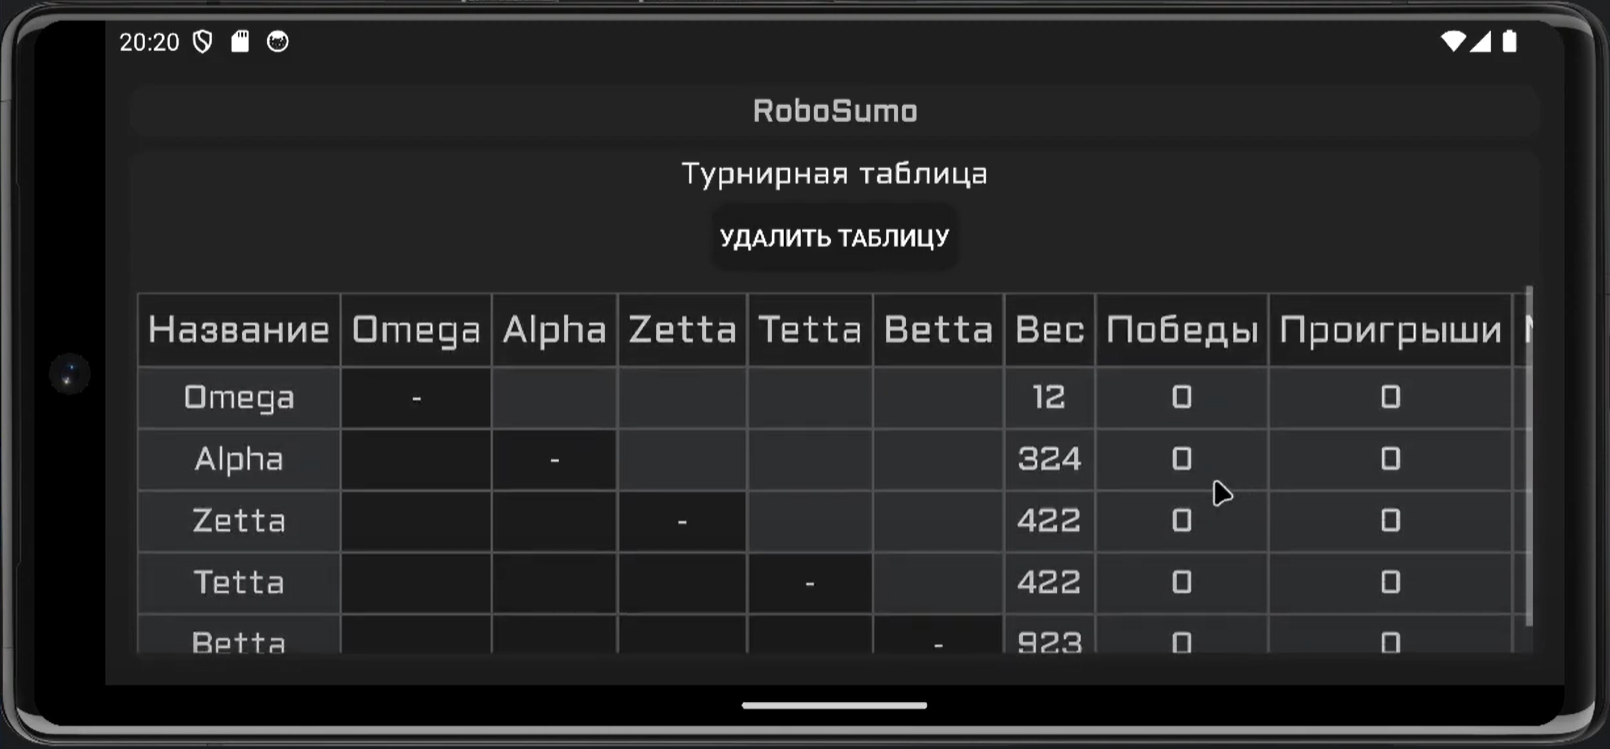 20:20
RoboSumo
Турнирная таблица
УДАЛИТЬ ТАБЛИЦУ
Название Omega Alpha Zetta Tetta Betta Вес Победы Проигрыши
Omega - 12 0 0
Alpha - 324 0 0
Zetta - 422 0 0
Tetta - 422 0 0
Betta - 923 0 0